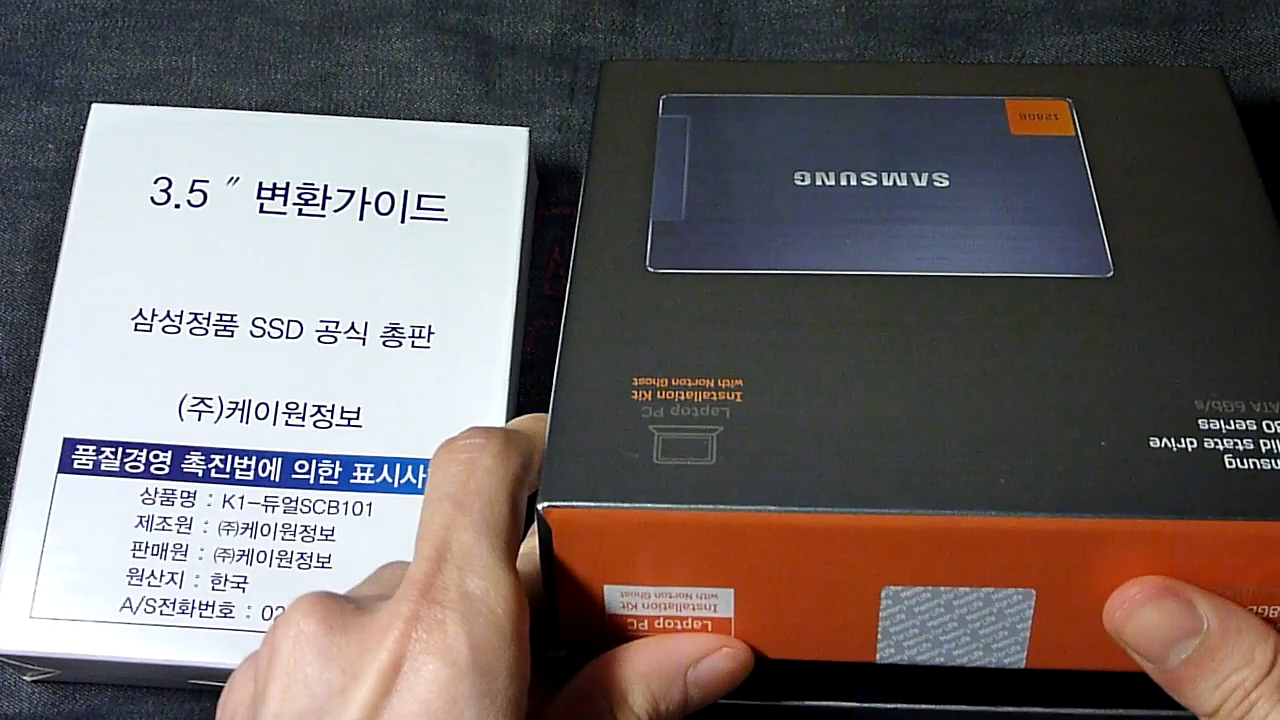 3.5 ″ 변환가이드
삼성정품 SSD 공식 총판
(주)케이원정보
품질경영 촉진법에 의한 표시사
상품명 : K1-듀얼SCB101
제조원 : ㈜케이원정보
판매원 : ㈜케이원정보
원산지 : 한국
A/S전화번호 : 02
128GB
SAMSUNG
Laptop PC
Installation Kit
with Norton Ghost
state drive
series
6Gb/s
Laptop PC
Installation Kit
with Norton Ghost